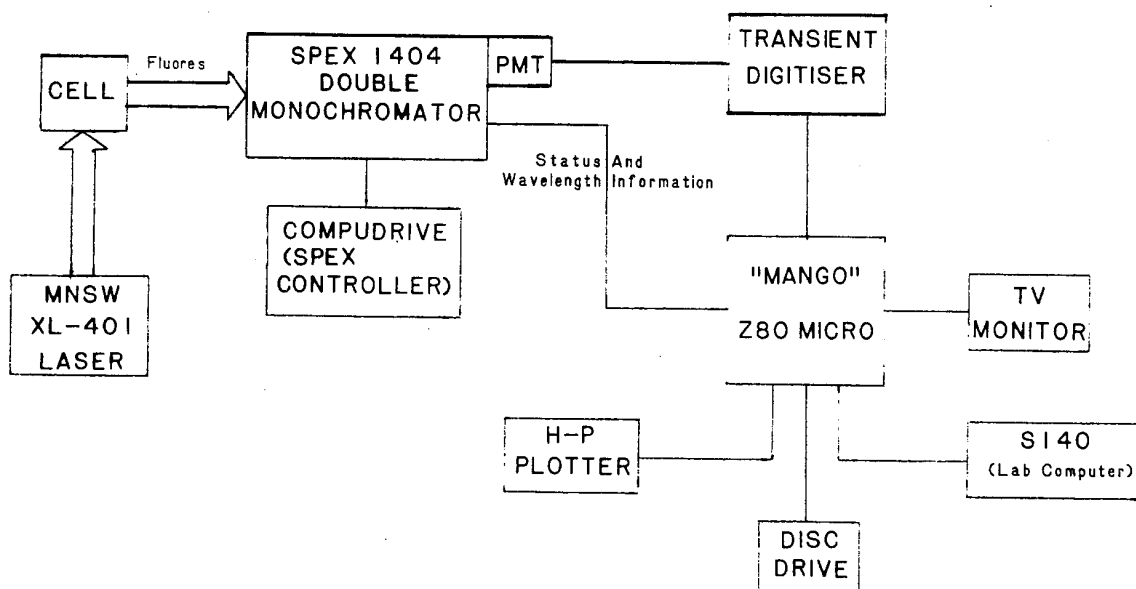 CELL
Fluores
SPEX 1404
DOUBLE
MONOCHROMATOR
PMT
TRANSIENT
DIGITISER
Status And
Wavelength Information
COMPUDRIVE
(SPEX
CONTROLLER)
MNSW
XL-401
LASER
"MANGO"
Z80 MICRO
TV
MONITOR
H-P
PLOTTER
S140
(Lab Computer)
DISC
DRIVE